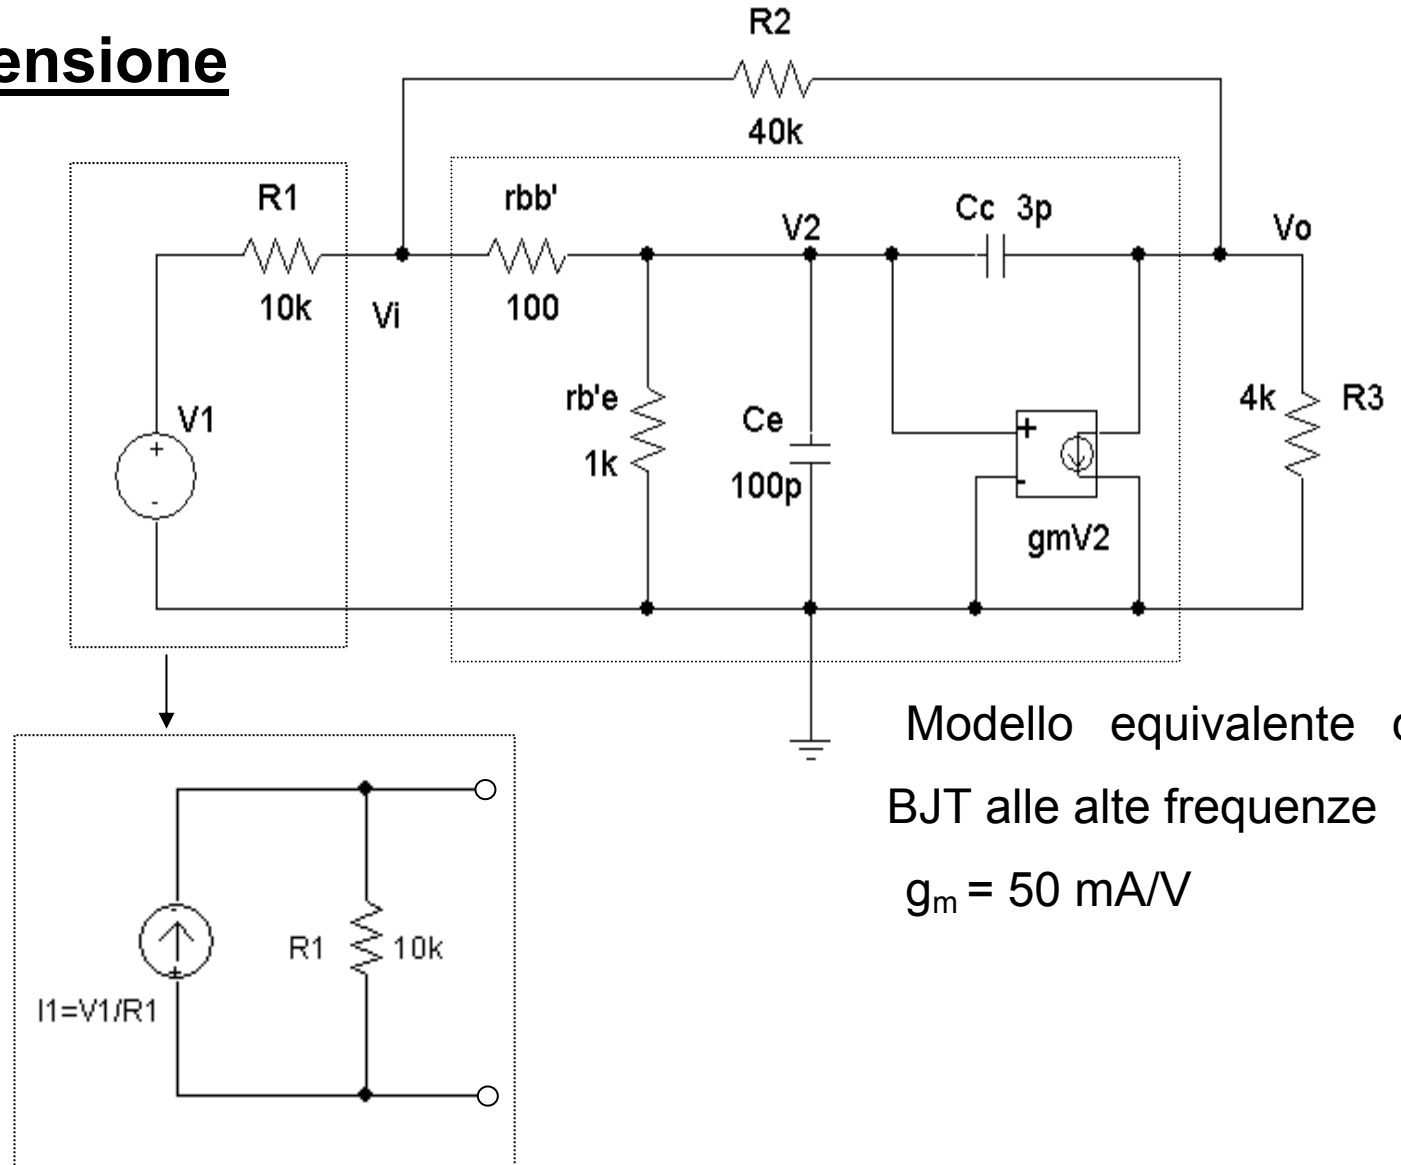 R2
40k
R1
10k
Vi
rbb'
100
V2
Cc 3p
Vo
V1
+
-
rb'e
1k
Ce
100p
+
-
gmV2
4k R3
Modello equivalente
BJT alle alte frequenze
gm = 50 mA/V
R1 10k
I1=V1/R1